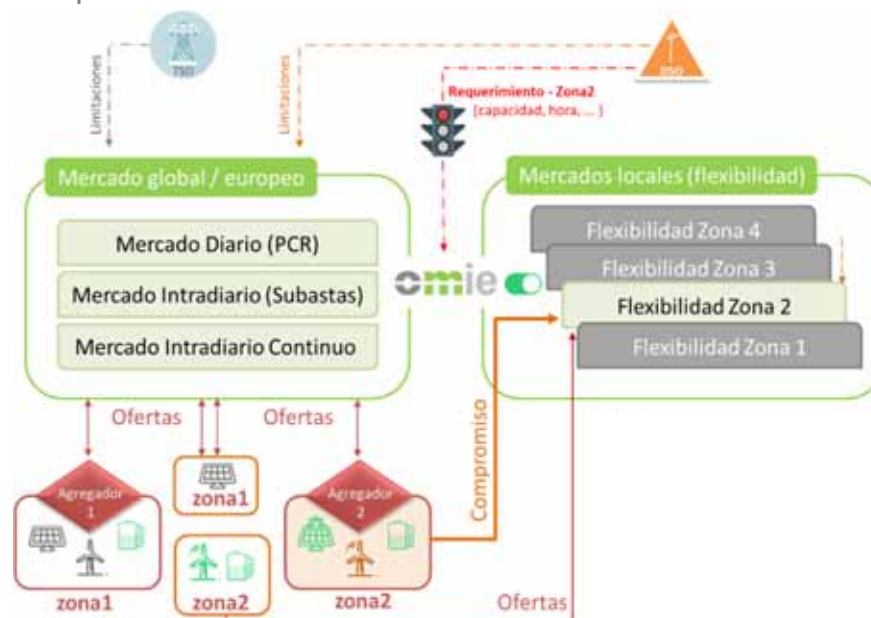 TSO
DSO
Limitaciones
Limitaciones
Requerimiento - Zona2
[capacidad, hora, ... ]
Mercado global / europeo
Mercado Diario (PCR)
Mercado Intradiario (Subastas)
Mercado Intradiario Continuo
omie
Mercados locales (flexibilidad)
Flexibilidad Zona 4
Flexibilidad Zona 3
Flexibilidad Zona 2
Flexibilidad Zona 1
Ofertas
Ofertas
Compromiso
Agregador
1
zona1
zona1
zona2
Agregador
2
zona2
Ofertas